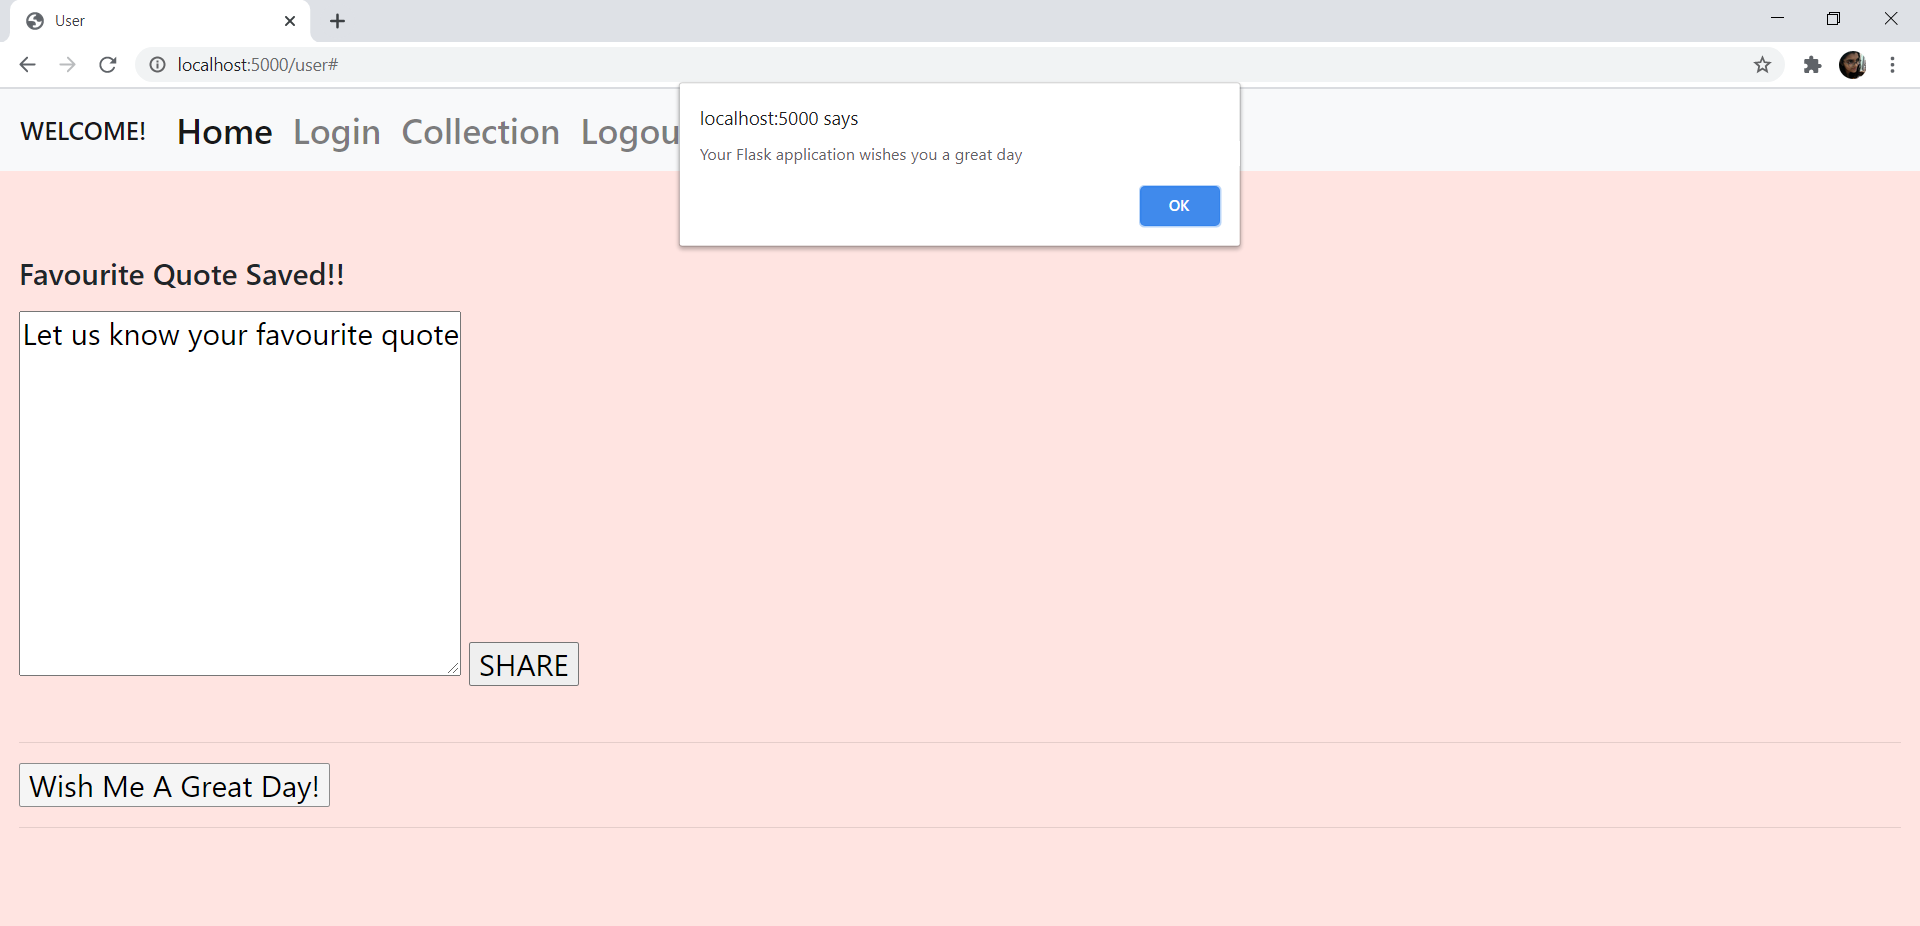 User
localhost:5000/user#
localhost:5000 says
Your Flask application wishes you a great day
OK
WELCOME! Home Login Collection Logou
Favourite Quote Saved!!
Let us know your favourite quote
SHARE
Wish Me A Great Day!